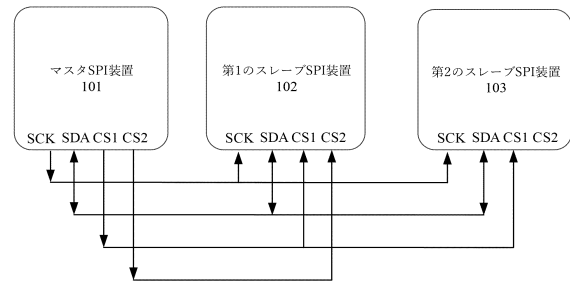 マスタSPI装置
101
SCK SDA CS1 CS2
第1のスレーブSPI装置
102
SCK SDA CS1 CS2
第2のスレーブSPI装置
103
SCK SDA CS1 CS2